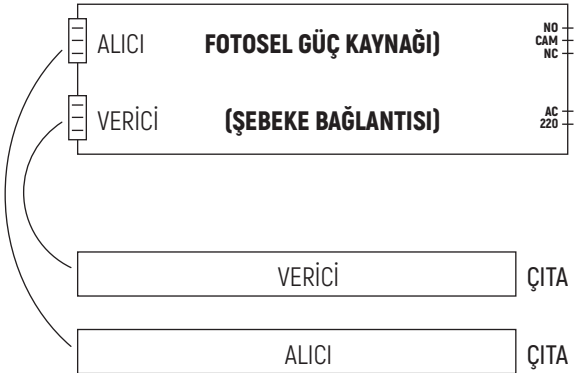 ALICI FOTOSEL GÜÇ KAYNAĞI) NO
CAM
NC
VERİCİ (ŞEBEKE BAĞLANTISI) AC
220
VERİCİ ÇITA
ALICI ÇITA